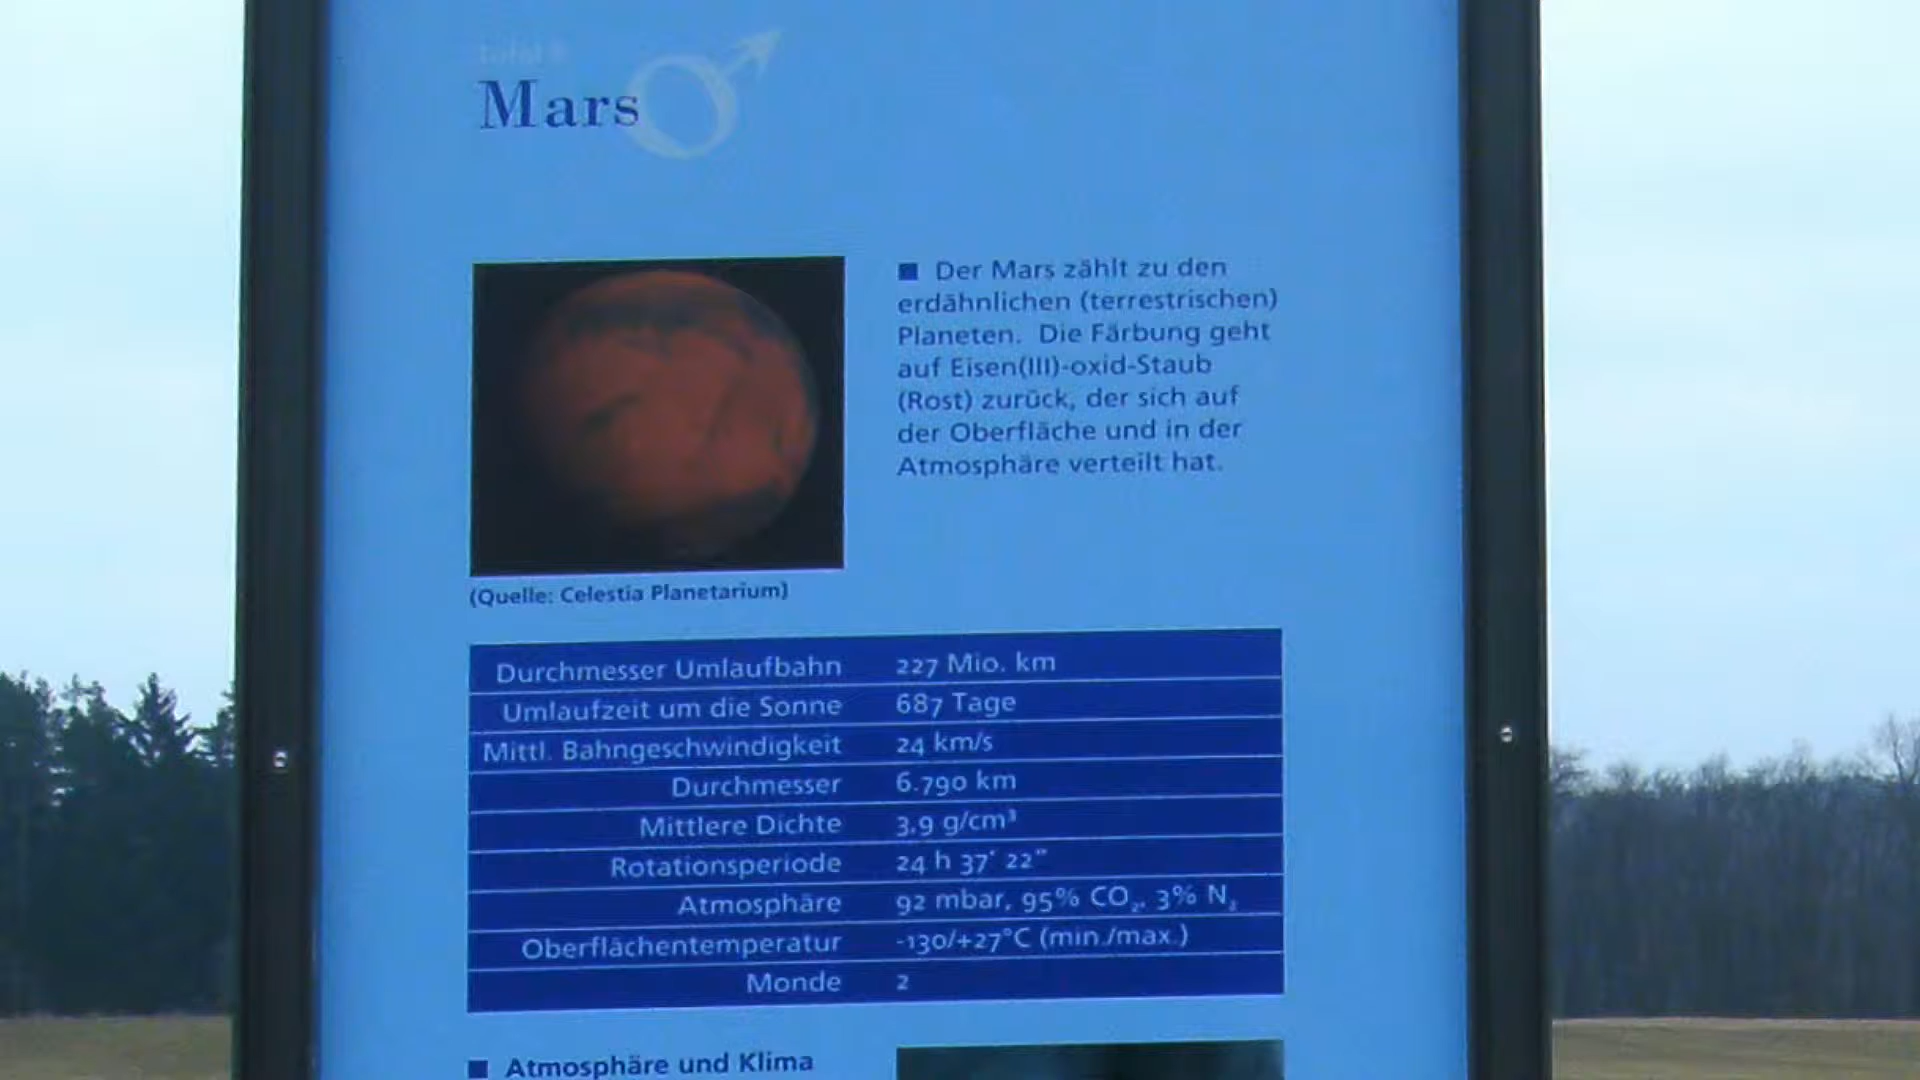 Mars
■ Der Mars zählt zu den
erdähnlichen (terrestrischen)
Planeten. Die Färbung geht
auf Eisen(III)-oxid-Staub
(Rost) zurück, der sich auf
der Oberfläche und in der
Atmosphäre verteilt hat.
(Quelle: Celestia Planetarium)
Durchmesser Umlaufbahn 227 Mio. km
Umlaufzeit um die Sonne 687 Tage
Mittl. Bahngeschwindigkeit 24 km/s
Durchmesser 6.790 km
Mittlere Dichte 3,9 g/cm³
Rotationsperiode 24 h 37' 22"
Atmosphäre 92 mbar, 95% CO₂, 3% N₂
Oberflächentemperatur -130/+27°C (min./max.)
Monde 2
■ Atmosphäre und Klima